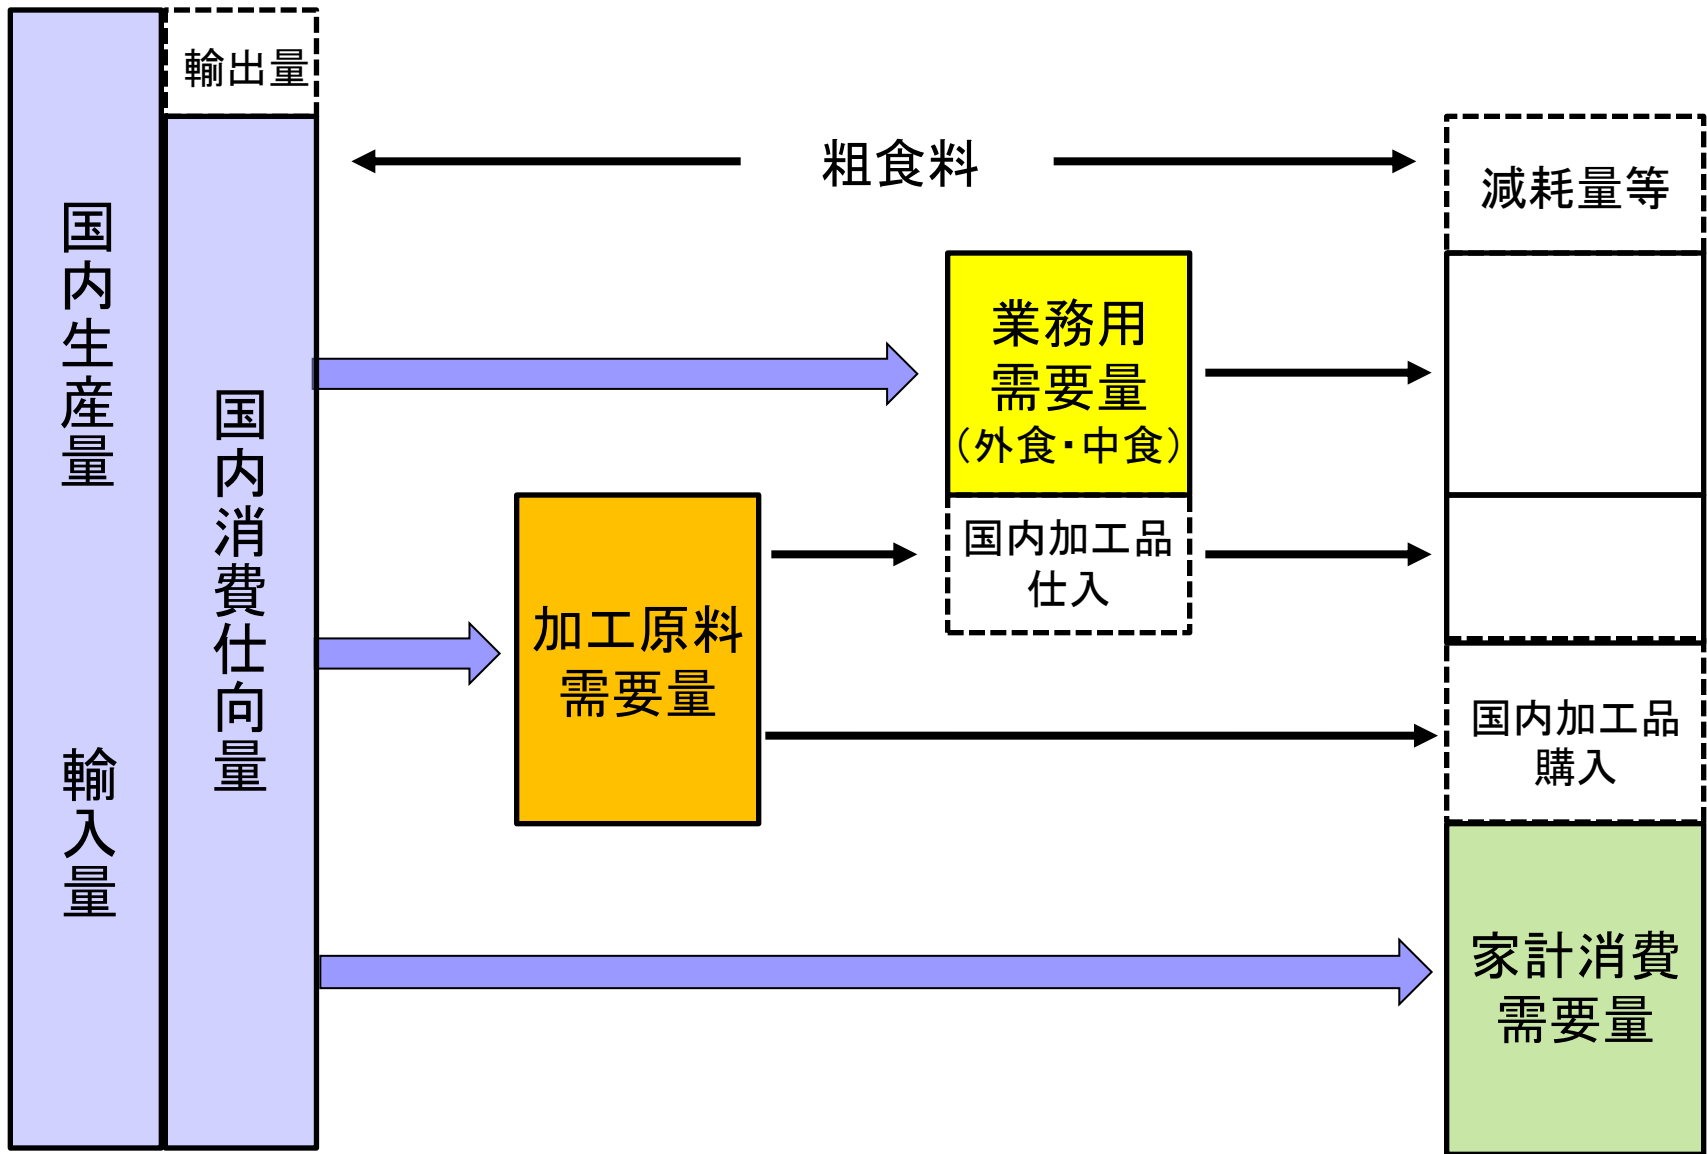 国内生産量
輸入量
輸出量
国内消費仕向量
粗食料
減耗量等
業務用
需要量
（外食・中食）
国内加工品
仕入
加工原料
需要量
国内加工品
購入
家計消費
需要量